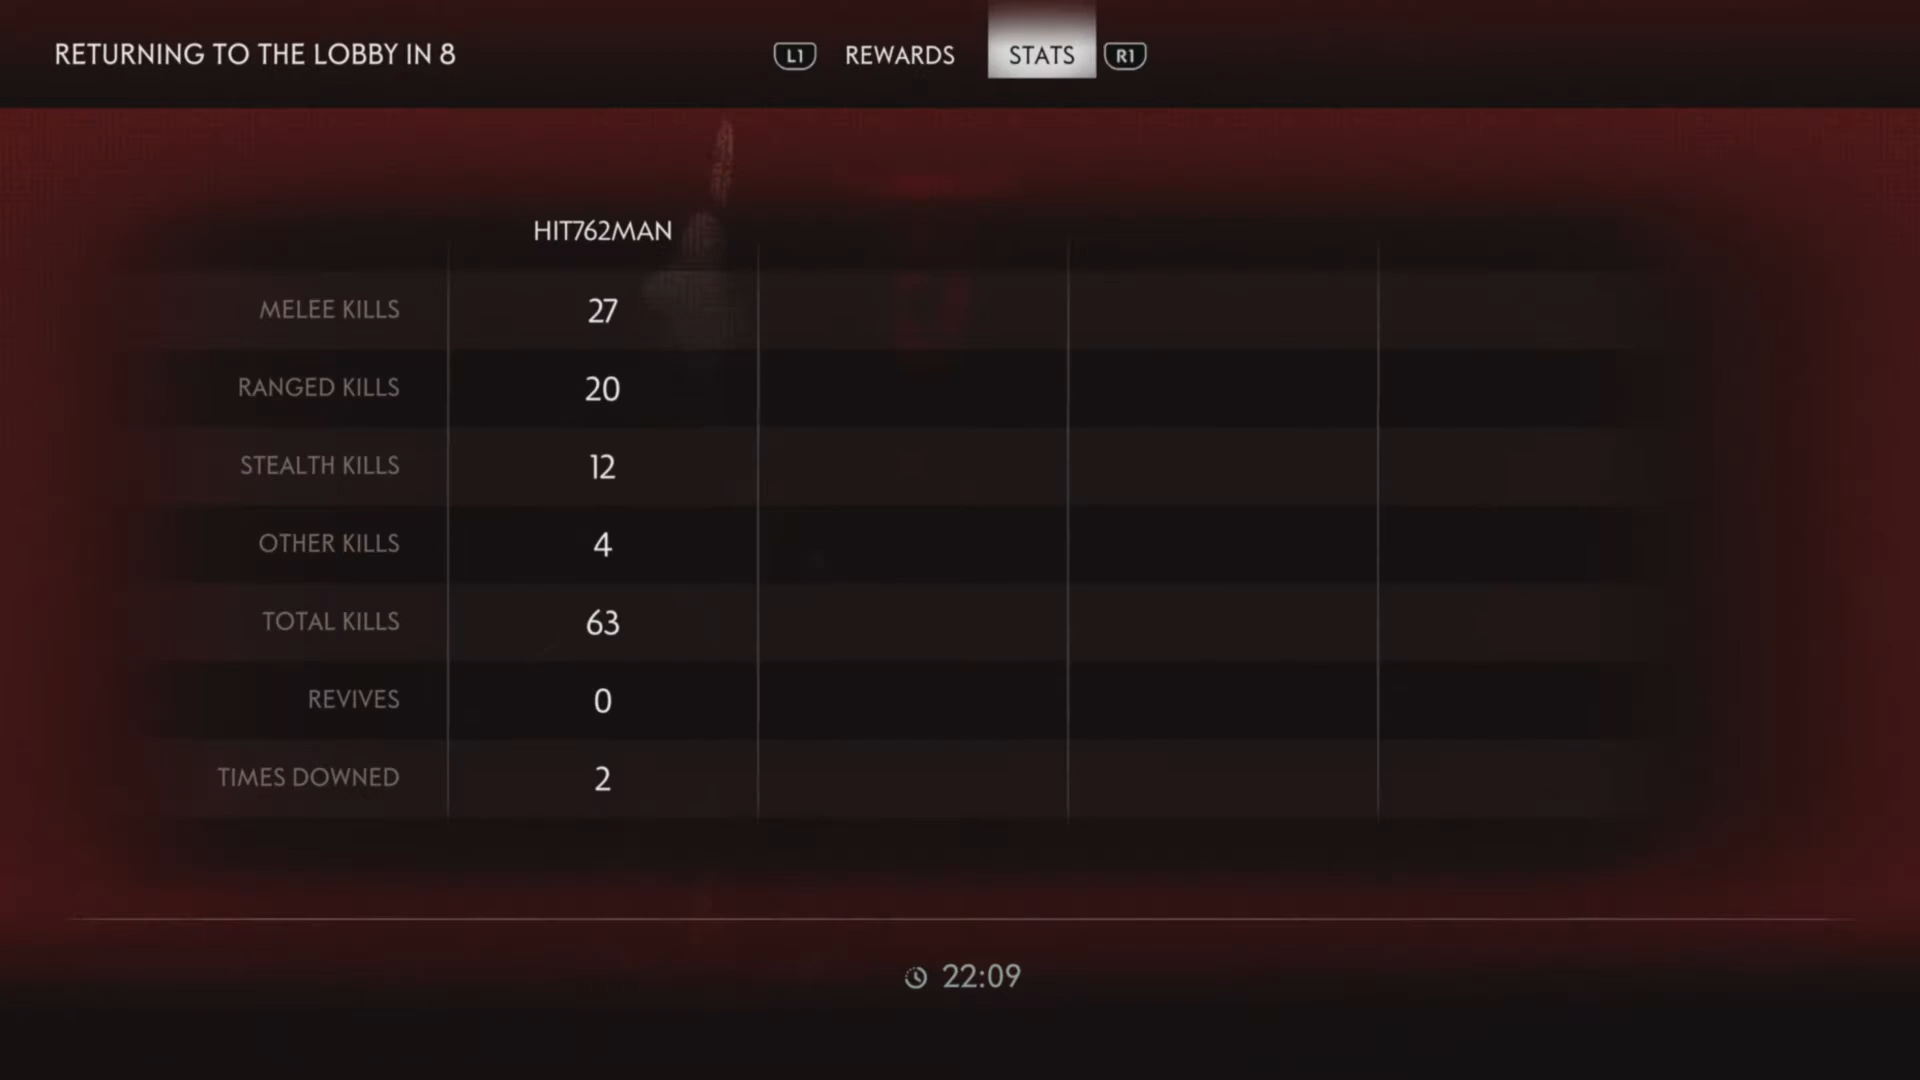 RETURNING TO THE LOBBY IN 8
L1 REWARDS STATS R1
HIT762MAN
MELEE KILLS 27
RANGED KILLS 20
STEALTH KILLS 12
OTHER KILLS 4
TOTAL KILLS 63
REVIVES 0
TIMES DOWNED 2
22:09